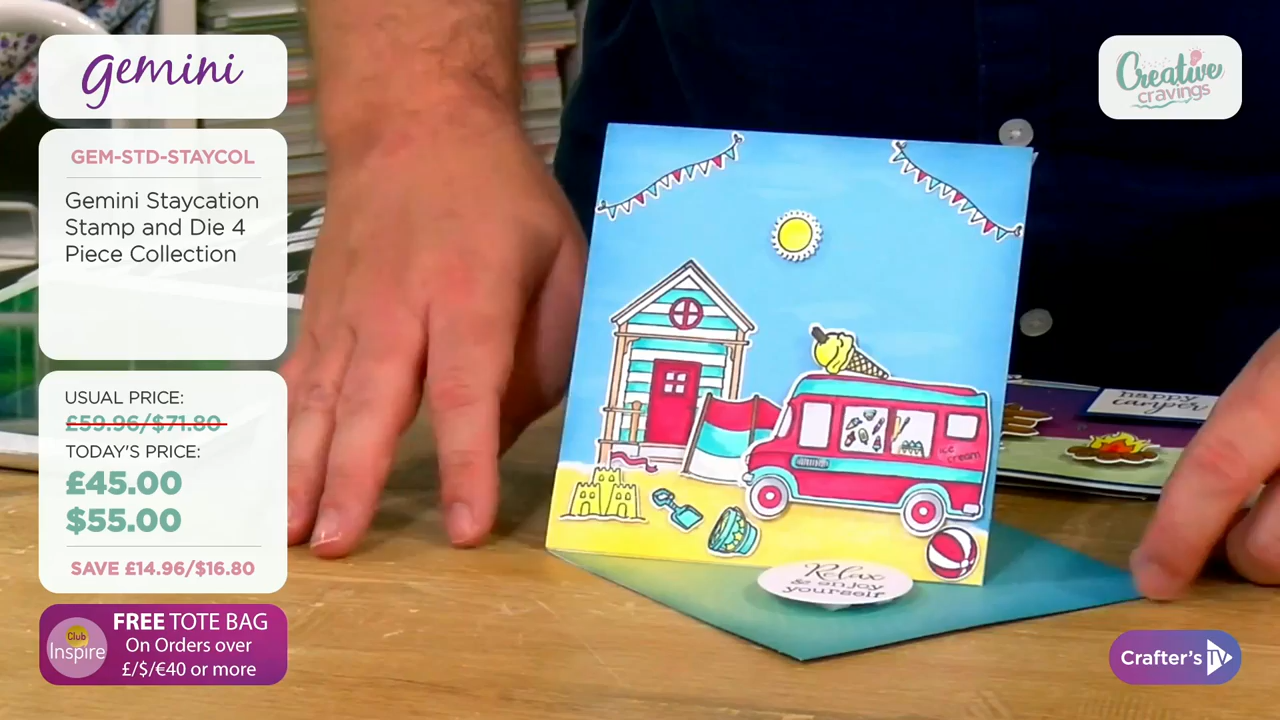 gemini
GEM-STD-STAYCOL
Gemini Staycation
Stamp and Die 4
Piece Collection
USUAL PRICE:
£59.96/$71.80
TODAY'S PRICE:
£45.00
$55.00
SAVE £14.96/$16.80
Club
Inspire
FREE TOTE BAG
On Orders over
£/$/€40 or more
Creative
cravings
ice
cream
happy
camper
Relax
& enjoy
yourself
Crafter's TV